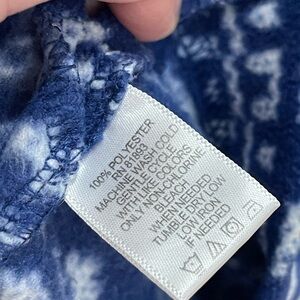 100% POLYESTER
RN 81893
MACHINE WASH COLD
GENTLE CYCLE
WITH LIKE COLORS
ONLY NON-CHLORINE
BLEACH
WHEN NEEDED
TUMBLE DRY LOW
LOW IRON
IF NEEDED